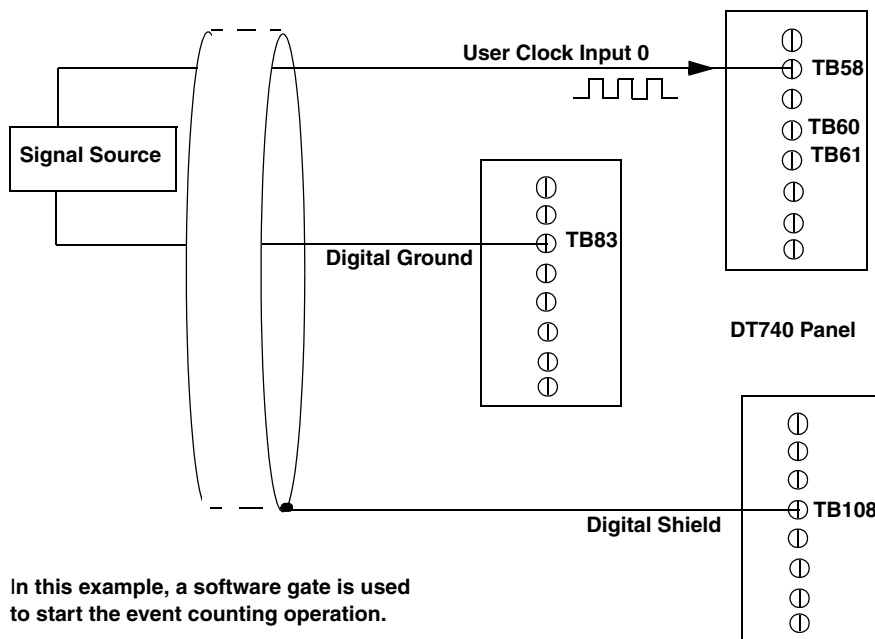 User Clock Input 0
TB58
TB60
TB61
Signal Source
TB83
Digital Ground
DT740 Panel
TB108
Digital Shield
In this example, a software gate is used
to start the event counting operation.